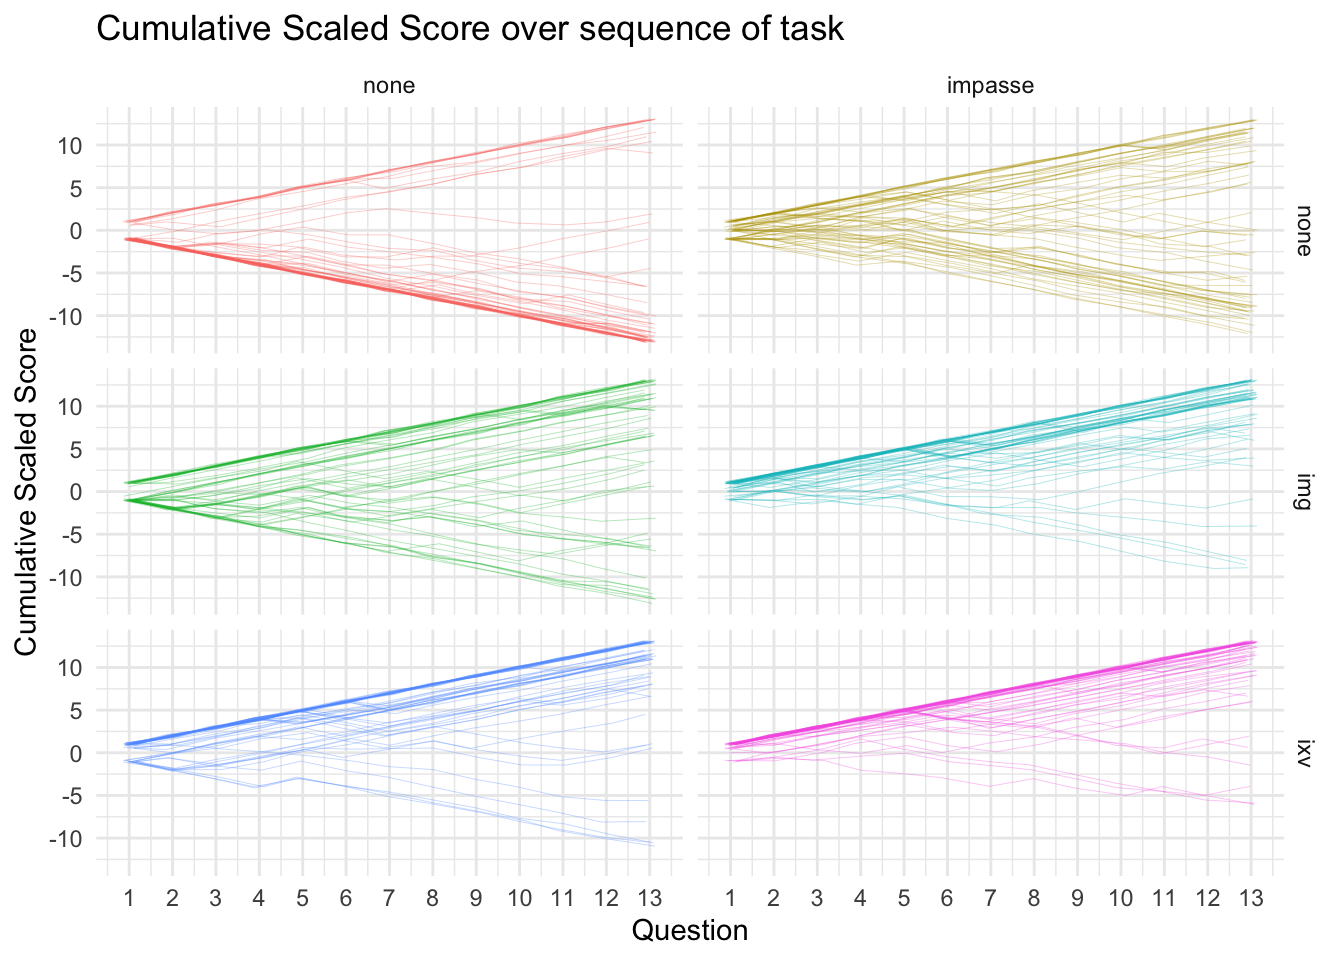 Cumulative Scaled Score over sequence of task
none
impasse
10
5
0
-5
-10
none
10
5
0
-5
-10
img
10
5
0
-5
-10
ixv
Cumulative Scaled Score
1 2 3 4 5 6 7 8 9 10 11 12 13
1 2 3 4 5 6 7 8 9 10 11 12 13
Question